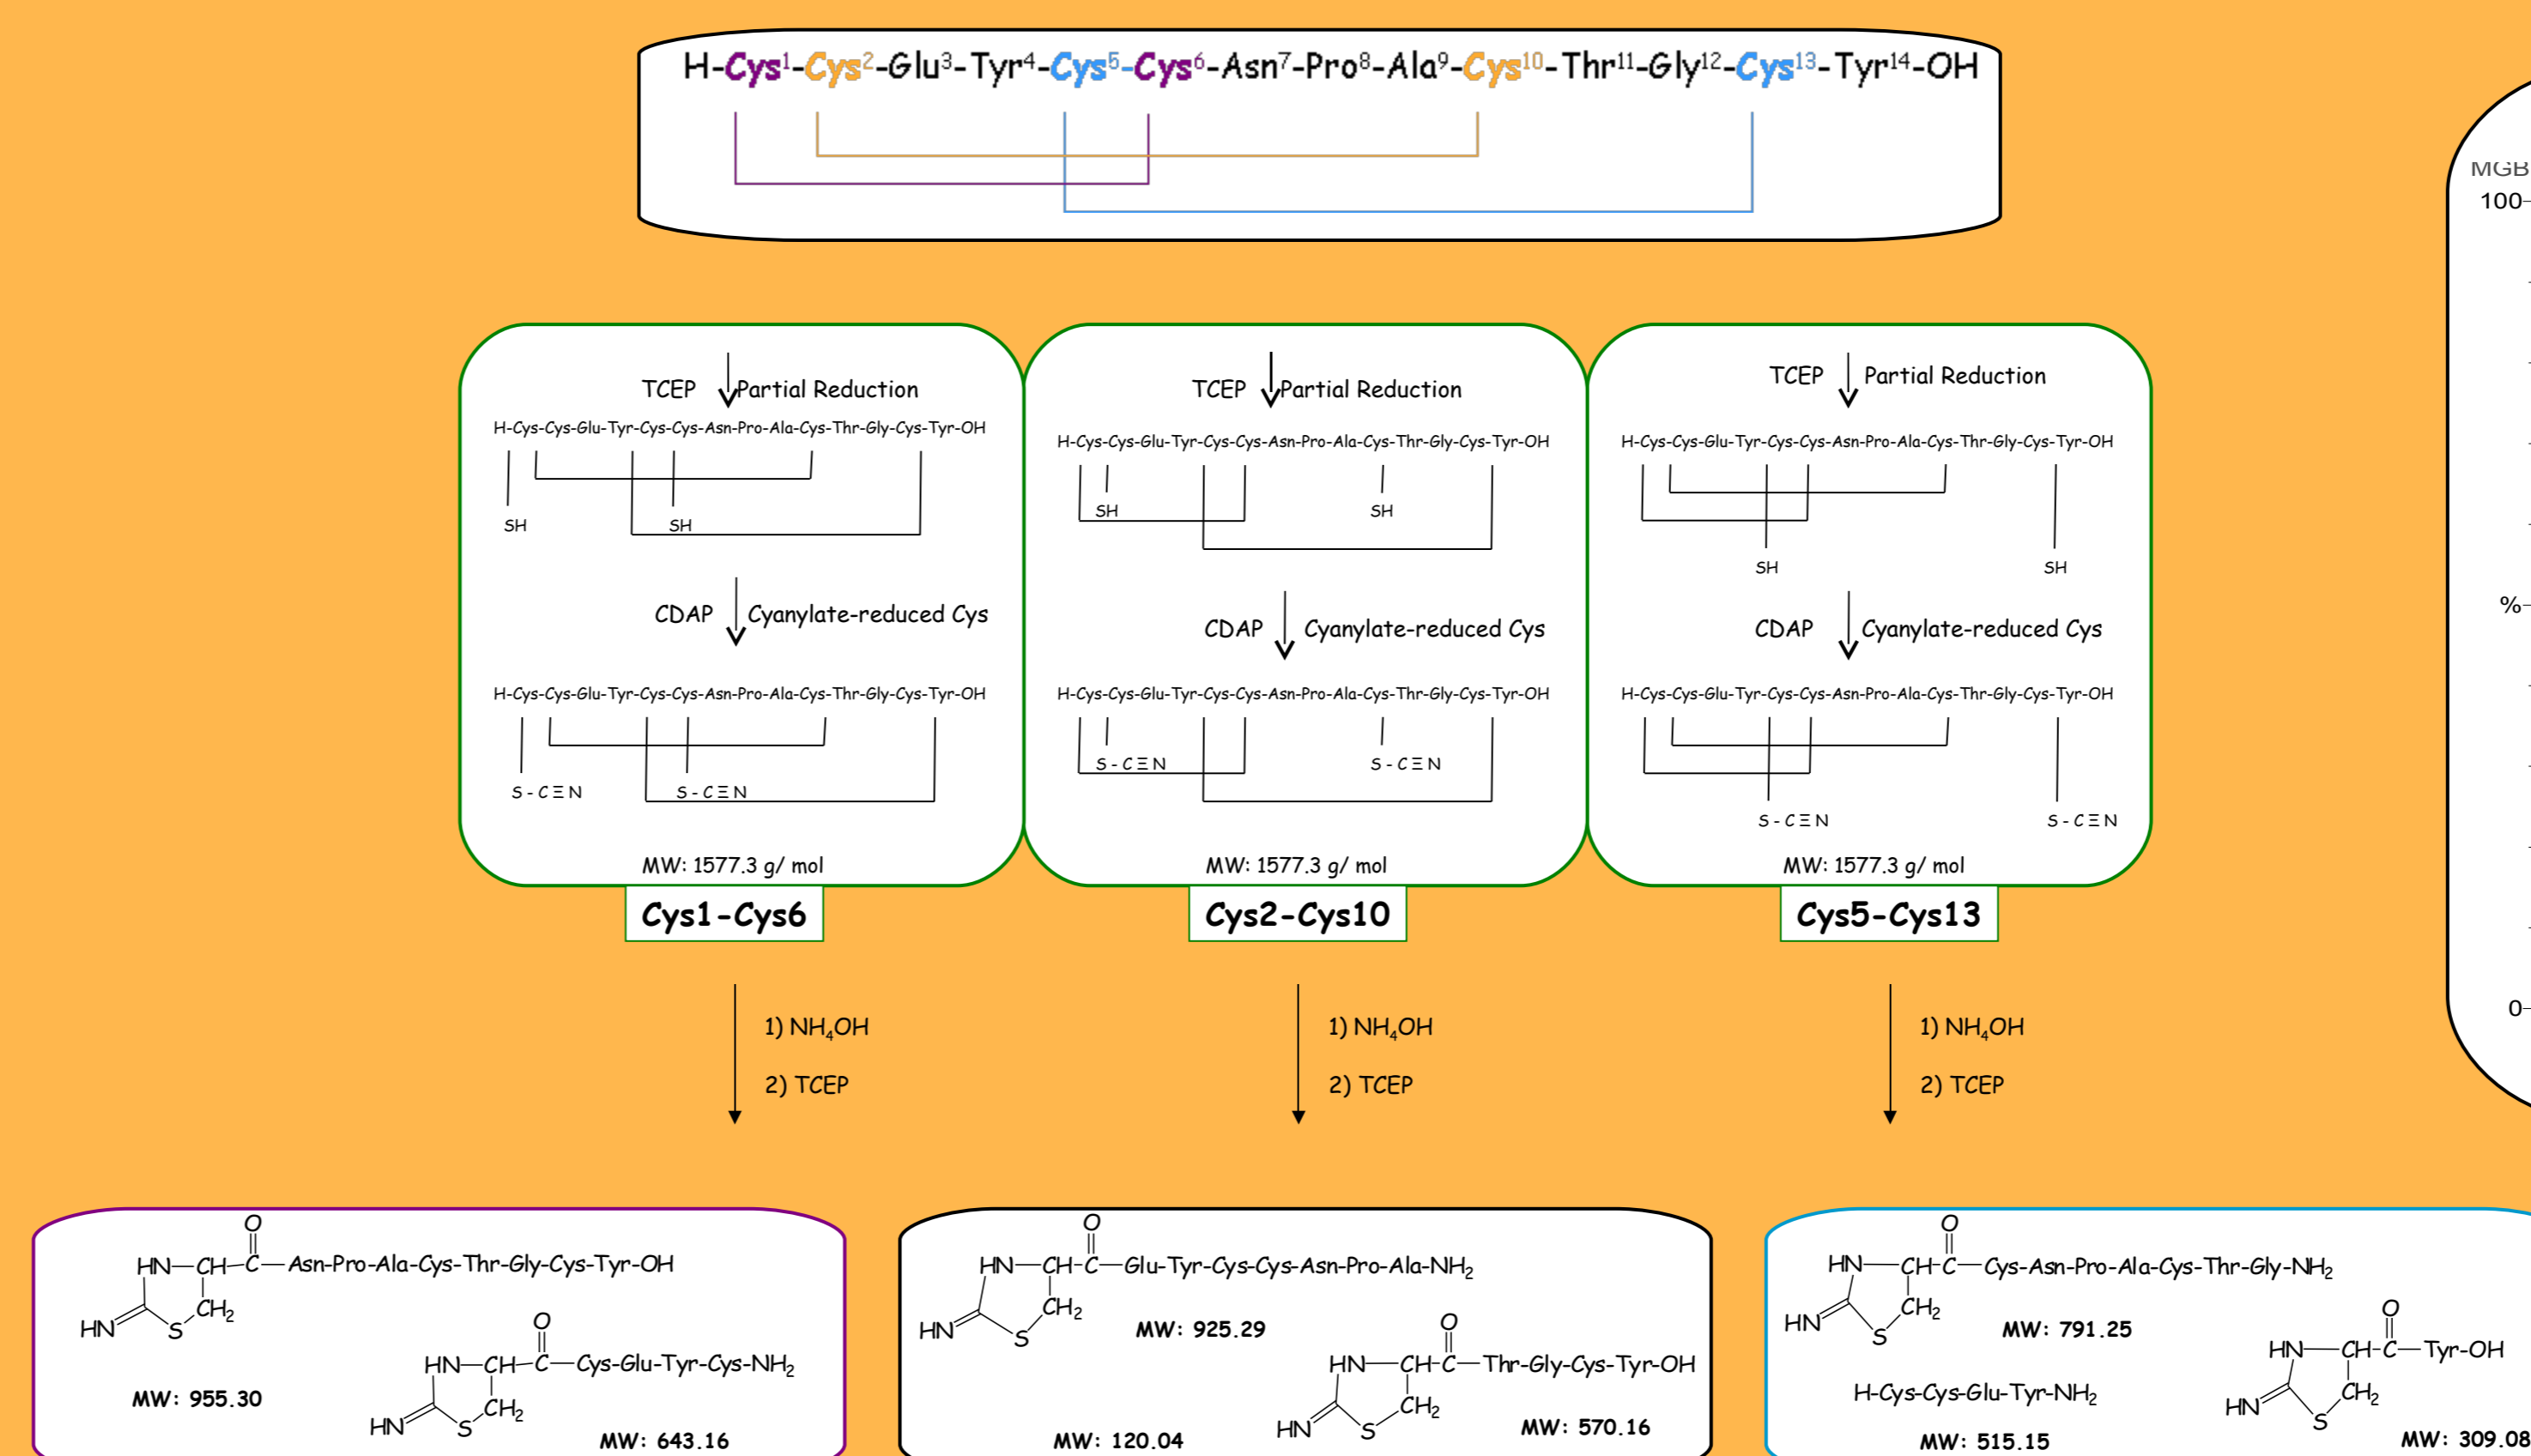 H-Cys1-Cys2-Glu3-Tyr4-Cys5-Cys6-Asn7-Pro8-Ala9-Cys10-Thr11-Gly12-Cys13-Tyr14-OH
TCEP Partial Reduction
H-Cys-Cys-Glu-Tyr-Cys-Cys-Asn-Pro-Ala-Cys-Thr-Gly-Cys-Tyr-OH
SH SH
CDAP Cyanylate-reduced Cys
H-Cys-Cys-Glu-Tyr-Cys-Cys-Asn-Pro-Ala-Cys-Thr-Gly-Cys-Tyr-OH
S-C≡N S-C≡N
MW: 1577.3 g/ mol
Cys1-Cys6
1) NH4OH
2) TCEP
TCEP Partial Reduction
H-Cys-Cys-Glu-Tyr-Cys-Cys-Asn-Pro-Ala-Cys-Thr-Gly-Cys-Tyr-OH
SH SH
CDAP Cyanylate-reduced Cys
H-Cys-Cys-Glu-Tyr-Cys-Cys-Asn-Pro-Ala-Cys-Thr-Gly-Cys-Tyr-OH
S-C≡N S-C≡N
MW: 1577.3 g/ mol
Cys2-Cys10
1) NH4OH
2) TCEP
TCEP Partial Reduction
H-Cys-Cys-Glu-Tyr-Cys-Cys-Asn-Pro-Ala-Cys-Thr-Gly-Cys-Tyr-OH
SH SH
CDAP Cyanylate-reduced Cys
H-Cys-Cys-Glu-Tyr-Cys-Cys-Asn-Pro-Ala-Cys-Thr-Gly-Cys-Tyr-OH
S-C≡N S-C≡N
MW: 1577.3 g/ mol
Cys5-Cys13
1) NH4OH
2) TCEP
O
HN CH C Asn-Pro-Ala-Cys-Thr-Gly-Cys-Tyr-OH
CH2
HN S
MW: 955.30
O
HN CH C Cys-Glu-Tyr-Cys-NH2
CH2
HN S
MW: 643.16
O
HN CH C Glu-Tyr-Cys-Cys-Asn-Pro-Ala-NH2
CH2
HN S
MW: 925.29
O
HN CH C Thr-Gly-Cys-Tyr-OH
CH2
HN S
MW: 570.16
MW: 120.04
O
HN CH C Cys-Asn-Pro-Ala-Cys-Thr-Gly-NH2
CH2
HN S
MW: 791.25
H-Cys-Cys-Glu-Tyr-NH2
MW: 515.15
O
HN CH C Tyr-OH
CH2
HN S
MW: 309.08
MGB
100
%
0